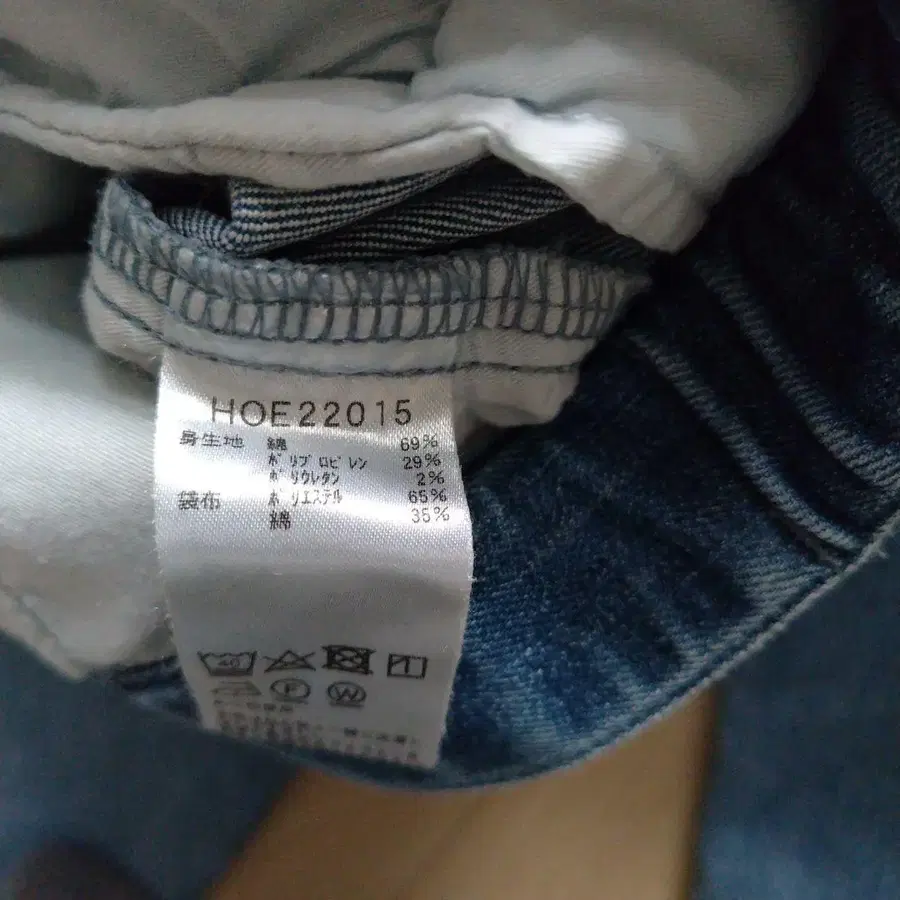 HOE22015
身生地 綿 69%
ポリプロピレン 29%
ポリウレタン 2%
袋布 ポリエステル 65%
綿 35%
40
F W